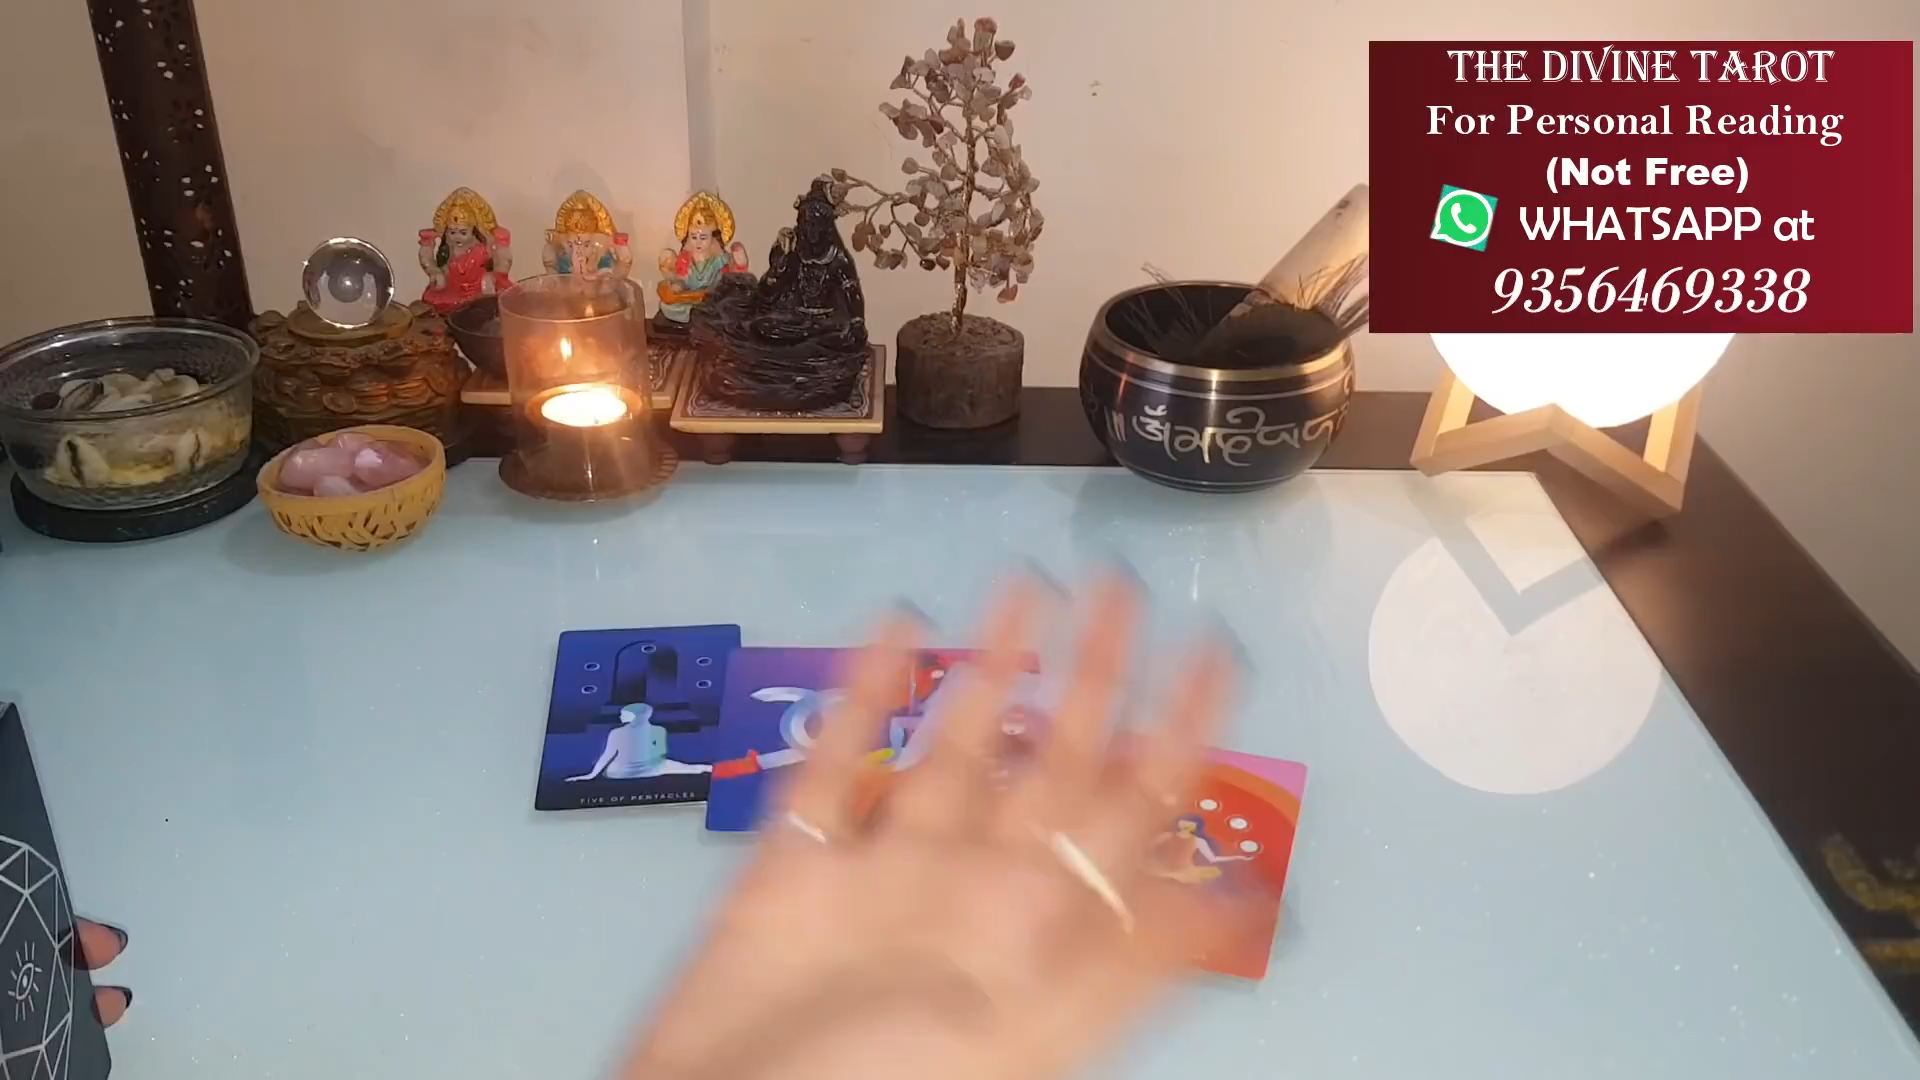 THE DIVINE TAROT
For Personal Reading
(Not Free)
WHATSAPP at
9356469338
FIVE OF PENTACLES